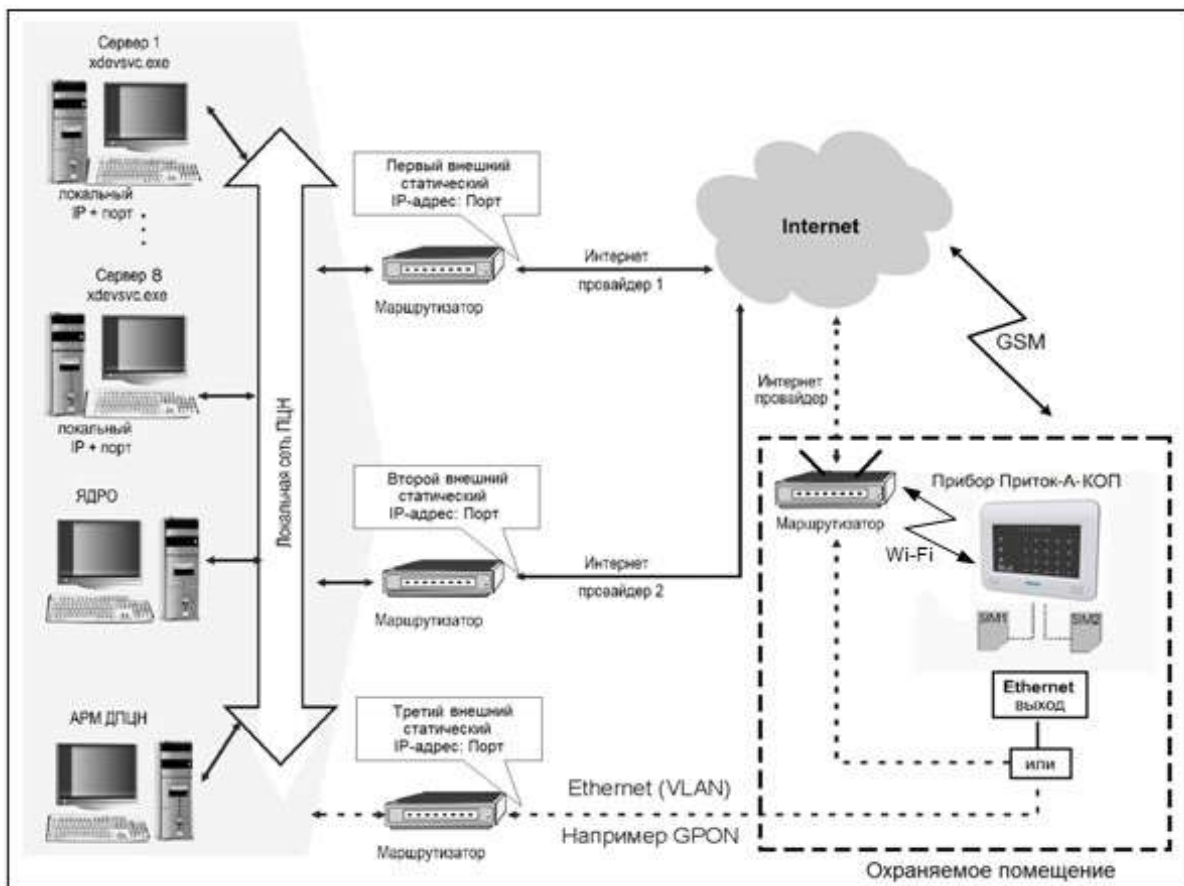 Сервер 1
xdevsvc.exe
локальный
IP + порт
Сервер 8
xdevsvc.exe
локальный
IP + порт
ЯДРО
АРМ ДПЦН
Локальная сеть ПЦН
Первый внешний
статический
IP-адрес: Порт
Маршрутизатор
Интернет
провайдер 1
Второй внешний
статический
IP-адрес: Порт
Маршрутизатор
Интернет
провайдер 2
Третий внешний
статический
IP-адрес: Порт
Маршрутизатор
Ethernet (VLAN)
Например GPON
Internet
GSM
Интернет
провайдер
Маршрутизатор
Wi-Fi
Прибор Приток-А-КОП
SIM1
SIM2
Ethernet
выход
или
Охраняемое помещение